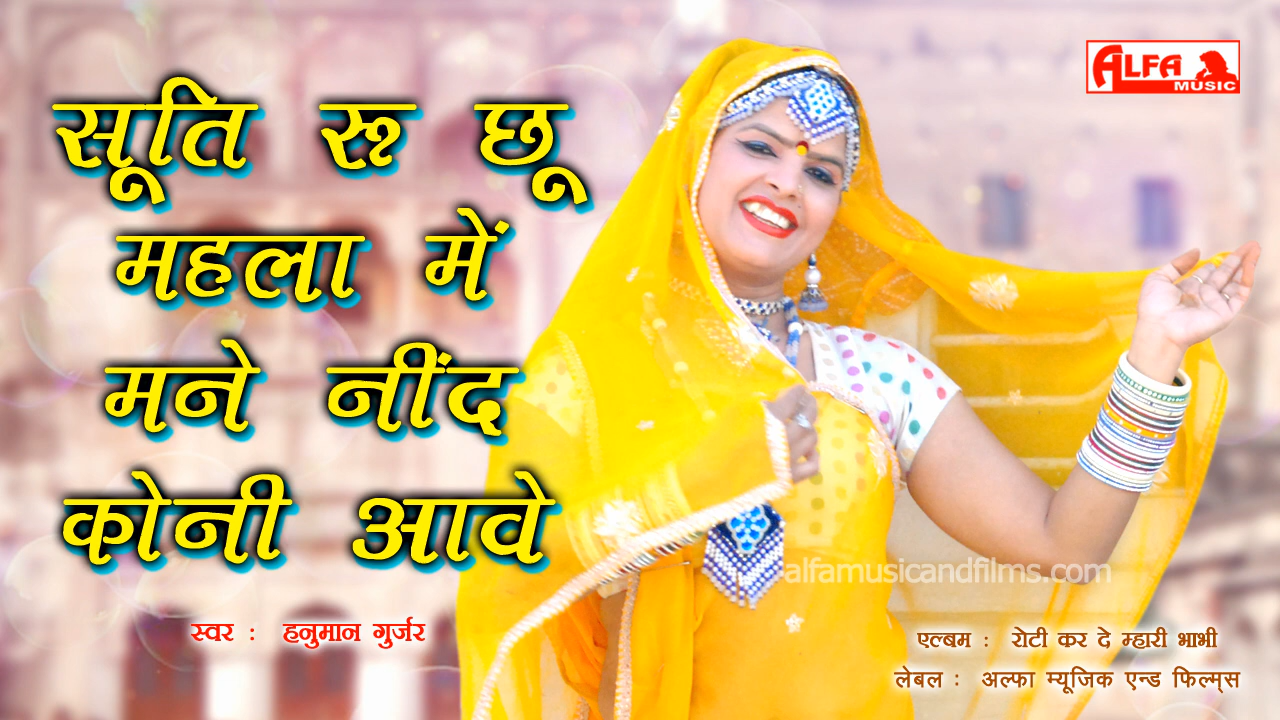 सूति रू छू
महला में
मने नींद
कोनी आवे
स्वर : हनुमान गुर्जर
ALFA
MUSIC
alfamusicandfilms.com
एल्बम : रोटी कर दे म्हारी भाभी
लेबल : अल्फा म्यूजिक एन्ड फिल्म्स